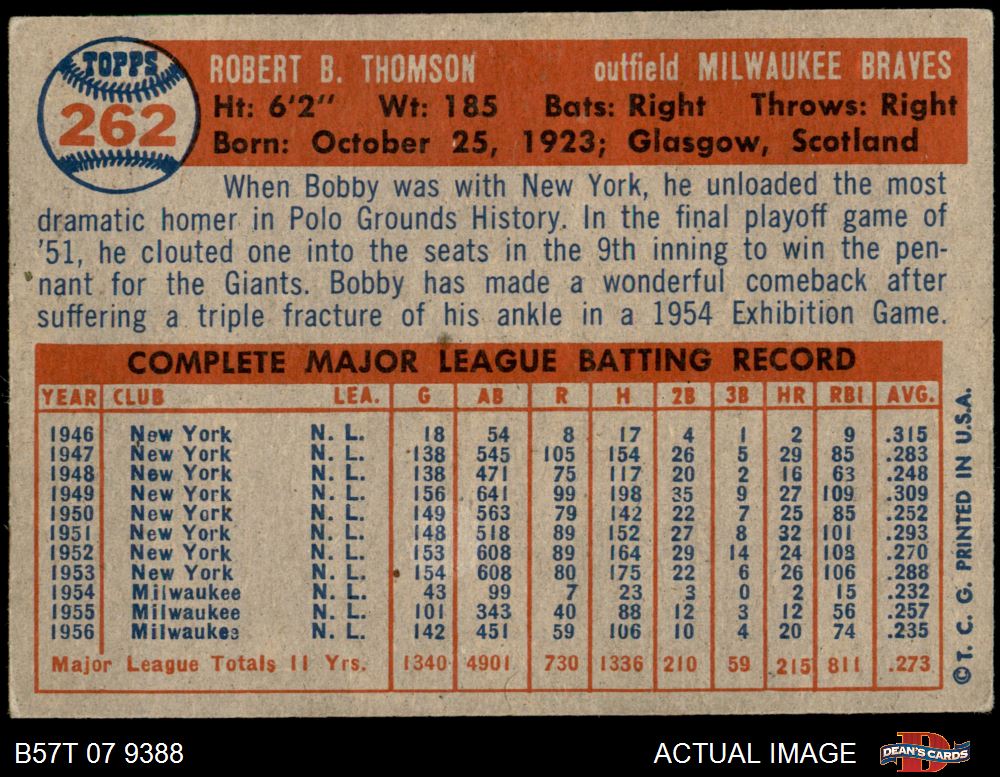 TOPPS
262
ROBERT B. THOMSON outfield MILWAUKEE BRAVES
Ht: 6'2" Wt: 185 Bats: Right Throws: Right
Born: October 25, 1923; Glasgow, Scotland
When Bobby was with New York, he unloaded the most
dramatic homer in Polo Grounds History. In the final playoff game of
'51, he clouted one into the seats in the 9th inning to win the pen-
nant for the Giants. Bobby has made a wonderful comeback after
suffering a triple fracture of his ankle in a 1954 Exhibition Game.
COMPLETE MAJOR LEAGUE BATTING RECORD
YEAR CLUB LEA. G AB R H 2B 3B HR RBI AVG.
1946 New York N. L. 18 54 8 17 4 1 2 9 .315
1947 New York N. L. 138 545 105 154 26 5 29 85 .283
1948 New York N. L. 138 471 75 117 20 2 16 63 .248
1949 New York N. L. 156 641 99 198 35 9 27 109 .309
1950 New York N. L. 149 563 79 142 22 7 25 85 .252
1951 New York N. L. 148 518 89 152 27 8 32 101 .293
1952 New York N. L. 153 608 89 164 29 14 24 108 .270
1953 New York N. L. 154 608 80 175 22 6 26 106 .288
1954 Milwaukee N. L. 43 99 7 23 3 0 2 15 .232
1955 Milwaukee N. L. 101 343 40 88 12 3 12 56 .257
1956 Milwaukee N. L. 142 451 59 106 10 4 20 74 .235
Major League Totals 11 Yrs. 1340 4901 730 1336 210 59 215 811 .273
© T. C. G. PRINTED IN U.S.A.
B57T 07 9388 ACTUAL IMAGE DEAN'S CARDS